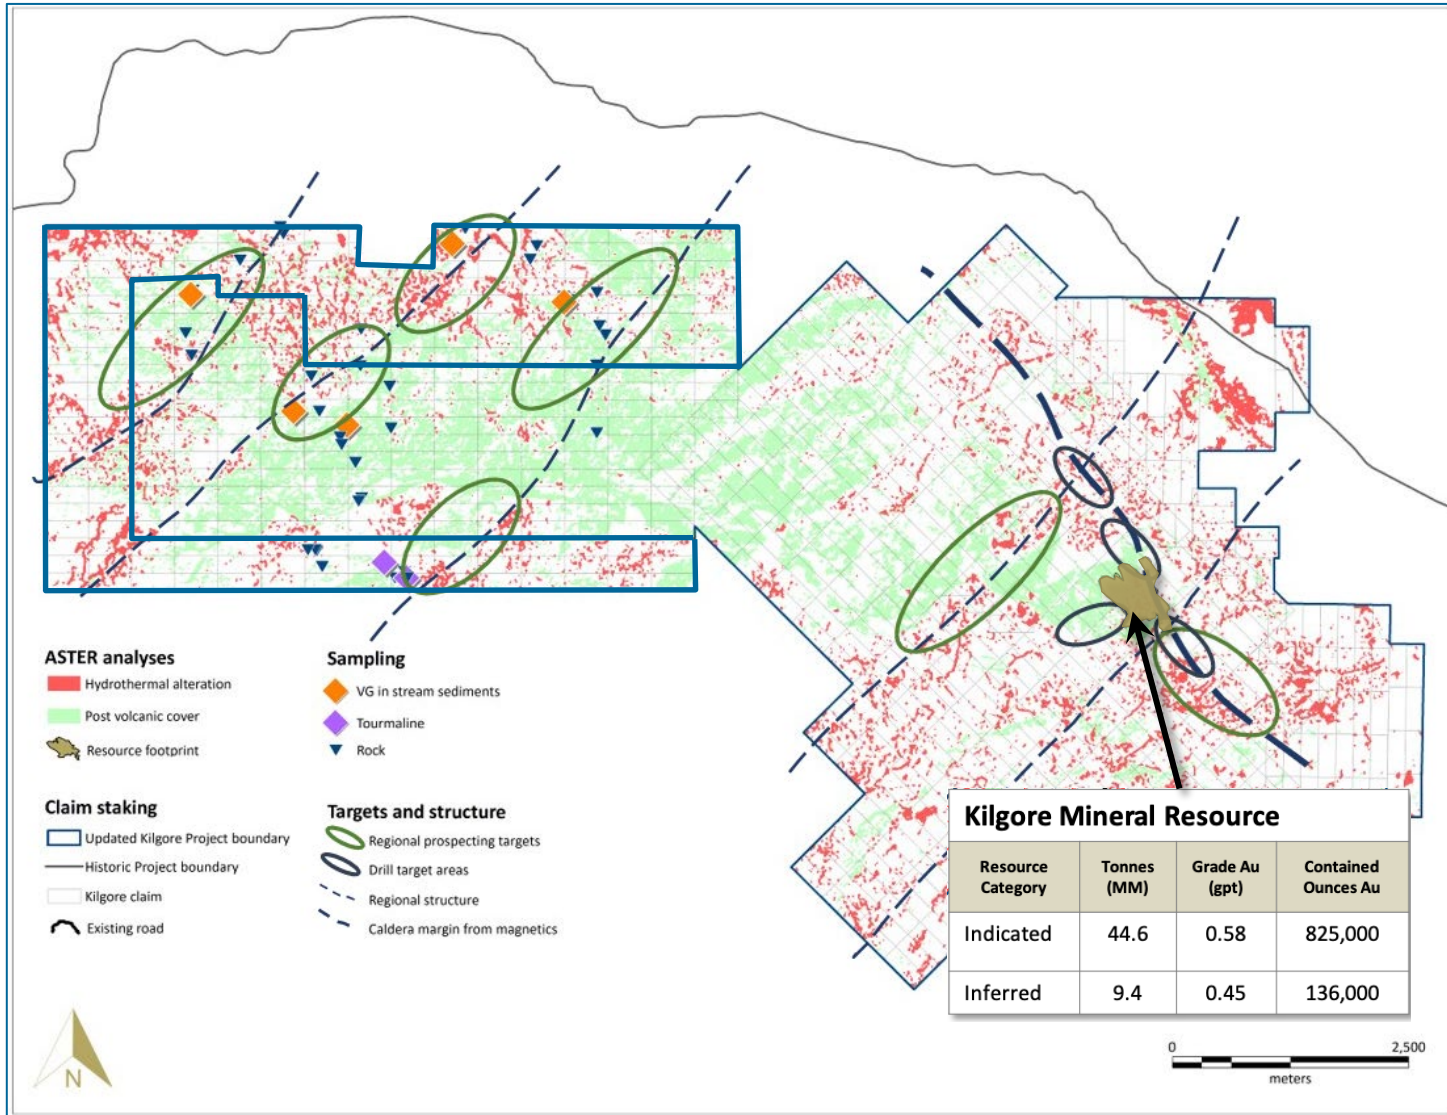 ASTER analyses
Hydrothermal alteration
Post volcanic cover
Resource footprint
Sampling
VG in stream sediments
Tourmaline
Rock
Claim staking
Updated Kilgore Project boundary
Historic Project boundary
Kilgore claim
Existing road
Targets and structure
Regional prospecting targets
Drill target areas
Regional structure
Caldera margin from magnetics
Kilgore Mineral Resource
Resource Category Tonnes (MM) Grade Au (gpt) Contained Ounces Au
Indicated 44.6 0.58 825,000
Inferred 9.4 0.45 136,000
N
0 2,500
meters